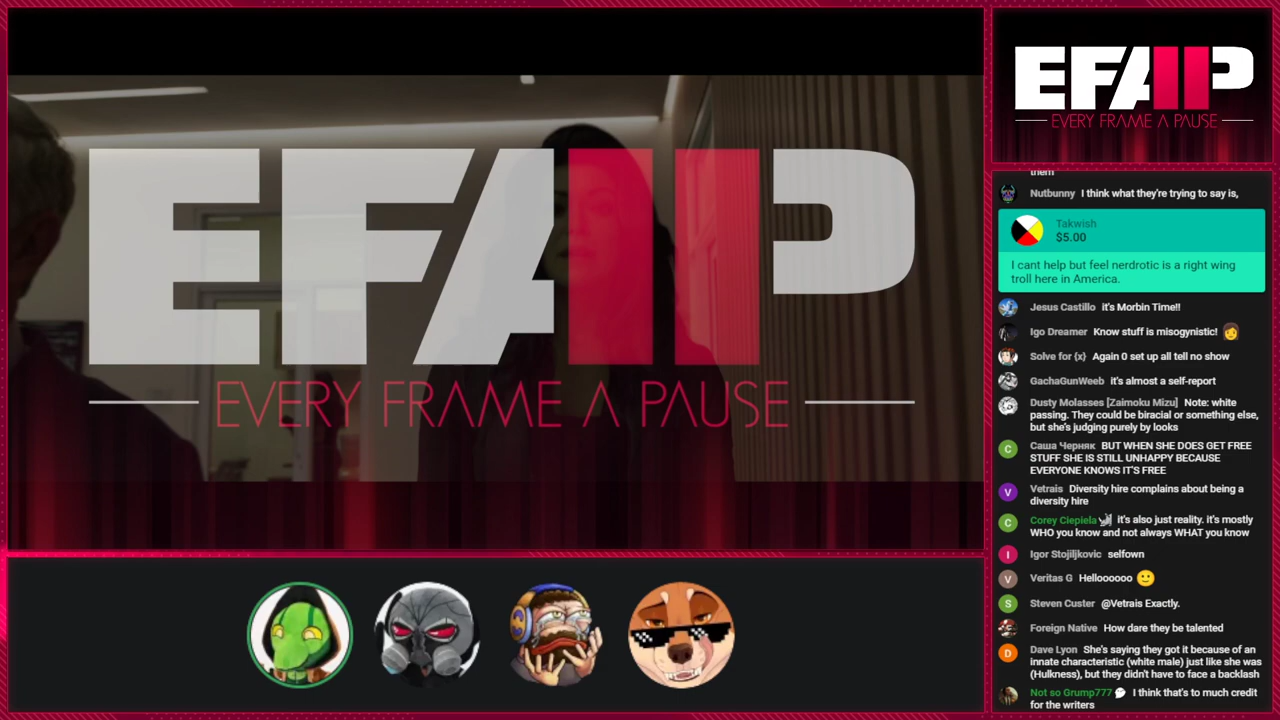 EFAP
EVERY FRAME A PAUSE
EFAP
EVERY FRAME A PAUSE
them
Nutbunny I think what they're trying to say is,
Takwish
$5.00
I cant help but feel nerdrotic is a right wing
troll here in America.
Jesus Castillo it's Morbin Time!!
Igo Dreamer Know stuff is misogynistic!
Solve for {x} Again 0 set up all tell no show
GachaGunWeeb it's almost a self-report
Dusty Molasses [Zaimoku Mizu] Note: white
passing. They could be biracial or something else,
but she's judging purely by looks
C
Саша Черняк BUT WHEN SHE DOES GET FREE
STUFF SHE IS STILL UNHAPPY BECAUSE
EVERYONE KNOWS IT'S FREE
V
Vetrais Diversity hire complains about being a
diversity hire
C
Corey Ciepiela it's also just reality. it's mostly
WHO you know and not always WHAT you know
I
Igor Stojiljkovic selfown
V
Veritas G Helloooooo
S
Steven Custer @Vetrais Exactly.
Foreign Native How dare they be talented
D
Dave Lyon She's saying they got it because of an
innate characteristic (white male) just like she was
(Hulkness), but they didn't have to face a backlash
Not so Grump777 I think that's to much credit
for the writers